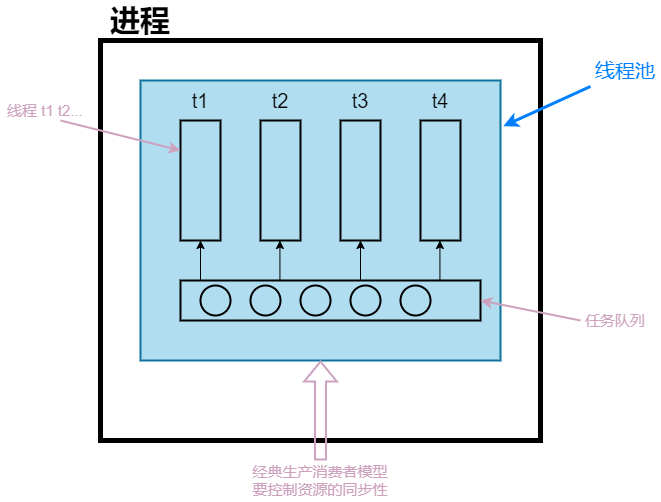 进程
线程池
t1 t2 t3 t4
线程 t1 t2...
任务队列
经典生产消费者模型
要控制资源的同步性